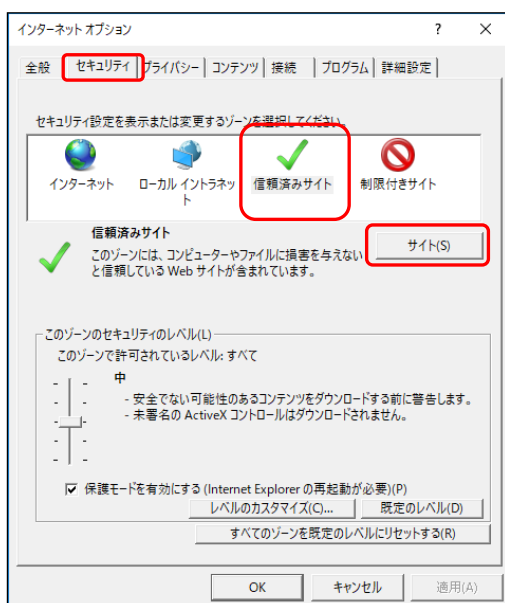 インターネット オプション ? ×
全般 セキュリティ プライバシー コンテンツ 接続 プログラム 詳細設定
セキュリティ設定を表示または変更するゾーンを選択してください。
インターネット ローカル イントラネット 信頼済みサイト 制限付きサイト
信頼済みサイト
サイト(S)
このゾーンには、コンピューターやファイルに損害を与えない
と信頼している Web サイトが含まれています。
このゾーンのセキュリティのレベル(L)
このゾーンで許可されているレベル: すべて
中
- 安全でない可能性のあるコンテンツをダウンロードする前に警告します。
- 未署名の ActiveX コントロールはダウンロードされません。
保護モードを有効にする (Internet Explorer の再起動が必要)(P)
レベルのカスタマイズ(C)... 既定のレベル(D)
すべてのゾーンを既定のレベルにリセットする(R)
OK キャンセル 適用(A)